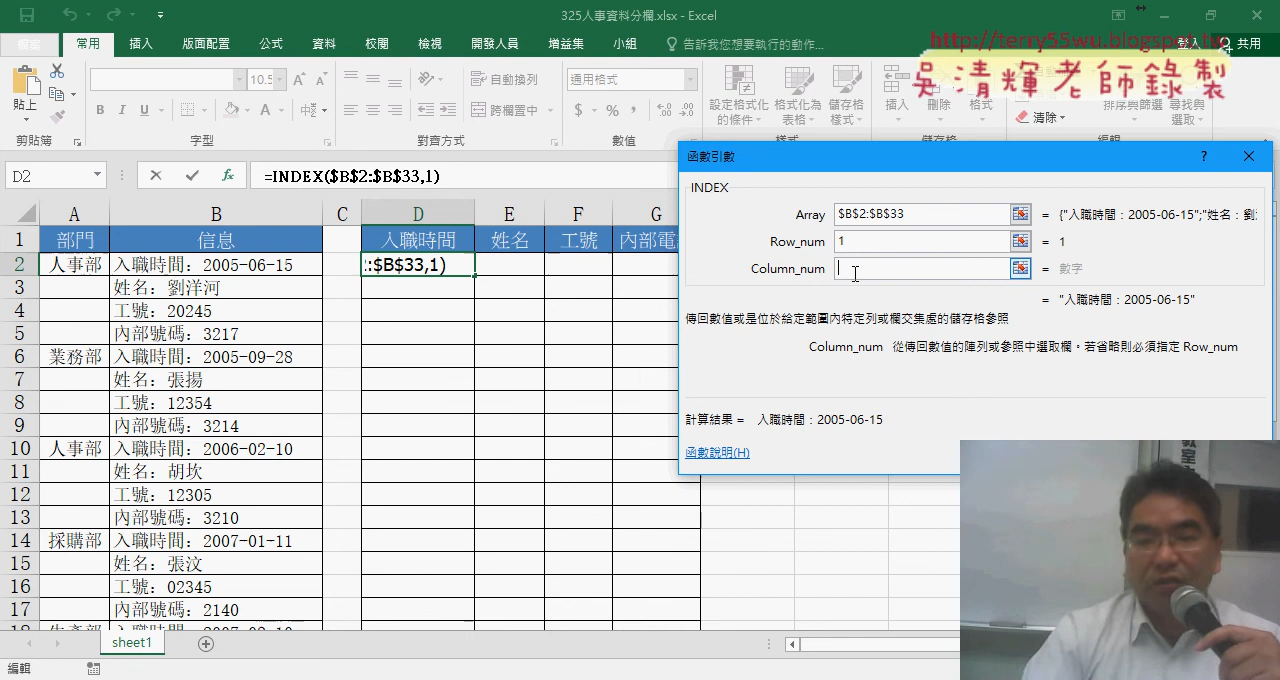 325人事資料分欄.xlsx - Excel
http://terry55wu.blogspot.tw
吳清輝老師錄製
檔案 常用 插入 版面配置 公式 資料 校閱 檢視 開發人員 增益集 小組 告訴我您想要執行的動作... 登入 共用
貼上 10.5 B I U 自動換列 跨欄置中 通用格式 $ % 設定格式化的條件 格式化為表格 儲存格樣式 插入 刪除 格式 清除 排序與篩選 尋找與選取
剪貼簿 字型 對齊方式 數值 樣式 儲存格 編輯
D2 fx =INDEX($B$2:$B$33,1)
A B C D E F G
1 部門 信息 入職時間 姓名 工號
2 人事部 入職時間：2005-06-15 :$B$33,1)
3 姓名：劉洋河
4 工號：20245
5 內部號碼：3217
6 業務部 入職時間：2005-09-28
7 姓名：張揚
8 工號：12354
9 內部號碼：3214
10 人事部 入職時間：2006-02-10
11 姓名：胡坎
12 工號：12305
13 內部號碼：3210
14 採購部 入職時間：2007-01-11
15 姓名：張汶
16 工號：02345
17 內部號碼：2140
sheet1
編輯
函數引數 ?
INDEX
Array $B$2:$B$33 = {"入職時間：2005-06-15";"姓名：劉
Row_num 1 = 1
Column_num = 數字
= "入職時間：2005-06-15"
傳回數值或是位於給定範圍內特定列或欄交集處的儲存格參照
Column_num 從傳回數值的陣列或參照中選取欄。若省略則必須指定 Row_num
計算結果 = 入職時間：2005-06-15
函數說明(H)